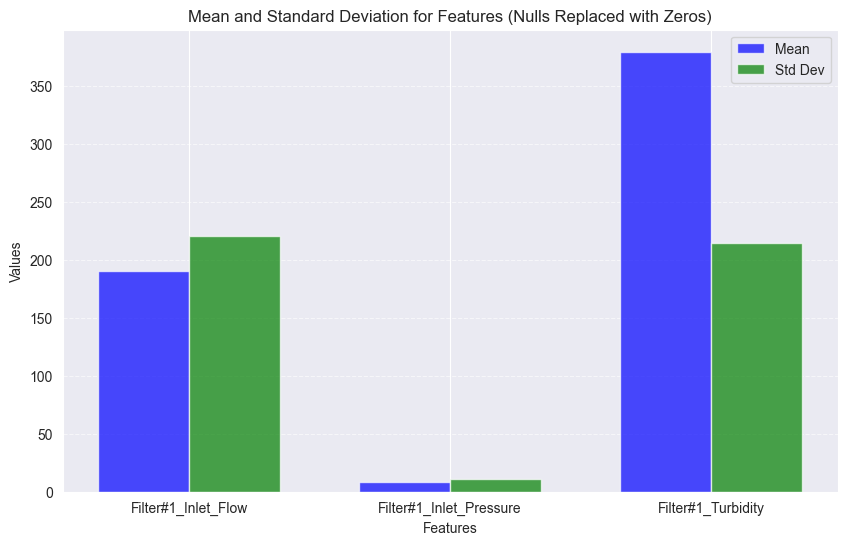 Mean and Standard Deviation for Features (Nulls Replaced with Zeros)
Mean
Std Dev
350
300
250
200
150
100
50
0
Values
Filter#1_Inlet_Flow
Filter#1_Inlet_Pressure
Filter#1_Turbidity
Features